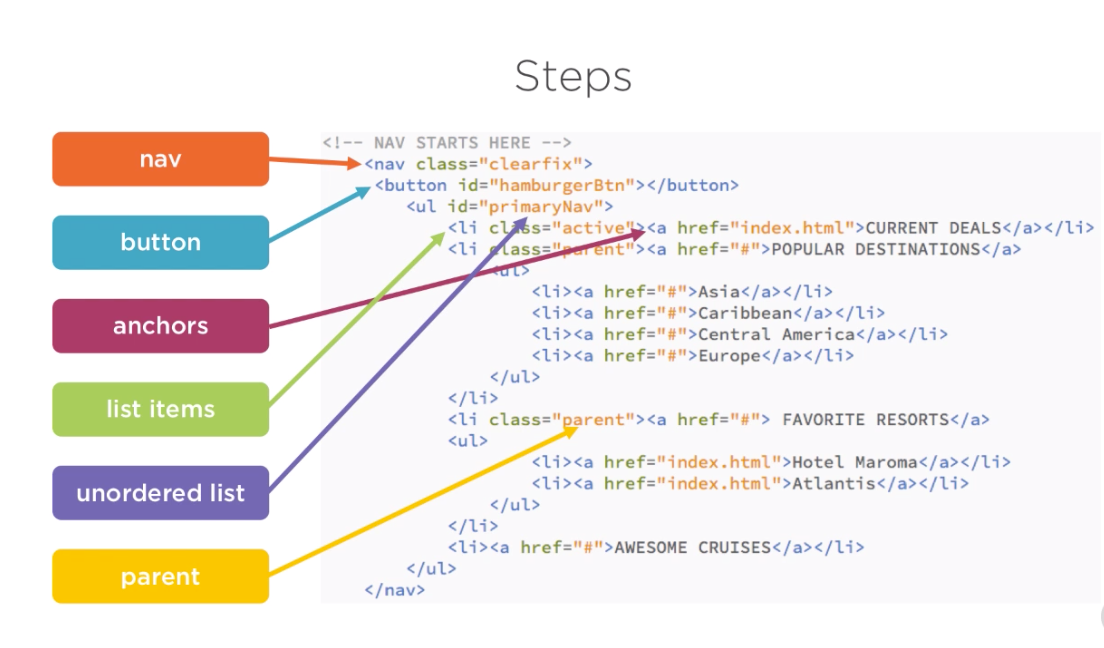 Steps
nav
button
anchors
list items
unordered list
parent
<!-- NAV STARTS HERE -->
<nav class="clearfix">
<button id="hamburgerBtn"></button>
<ul id="primaryNav">
<li class="active"><a href="index.html">CURRENT DEALS</a></li>
<li class="parent"><a href="#">POPULAR DESTINATIONS</a>
<ul>
<li><a href="#">Asia</a></li>
<li><a href="#">Caribbean</a></li>
<li><a href="#">Central America</a></li>
<li><a href="#">Europe</a></li>
</ul>
</li>
<li class="parent"><a href="#"> FAVORITE RESORTS</a>
<ul>
<li><a href="index.html">Hotel Maroma</a></li>
<li><a href="index.html">Atlantis</a></li>
</ul>
</li>
<li><a href="#">AWESOME CRUISES</a></li>
</ul>
</nav>